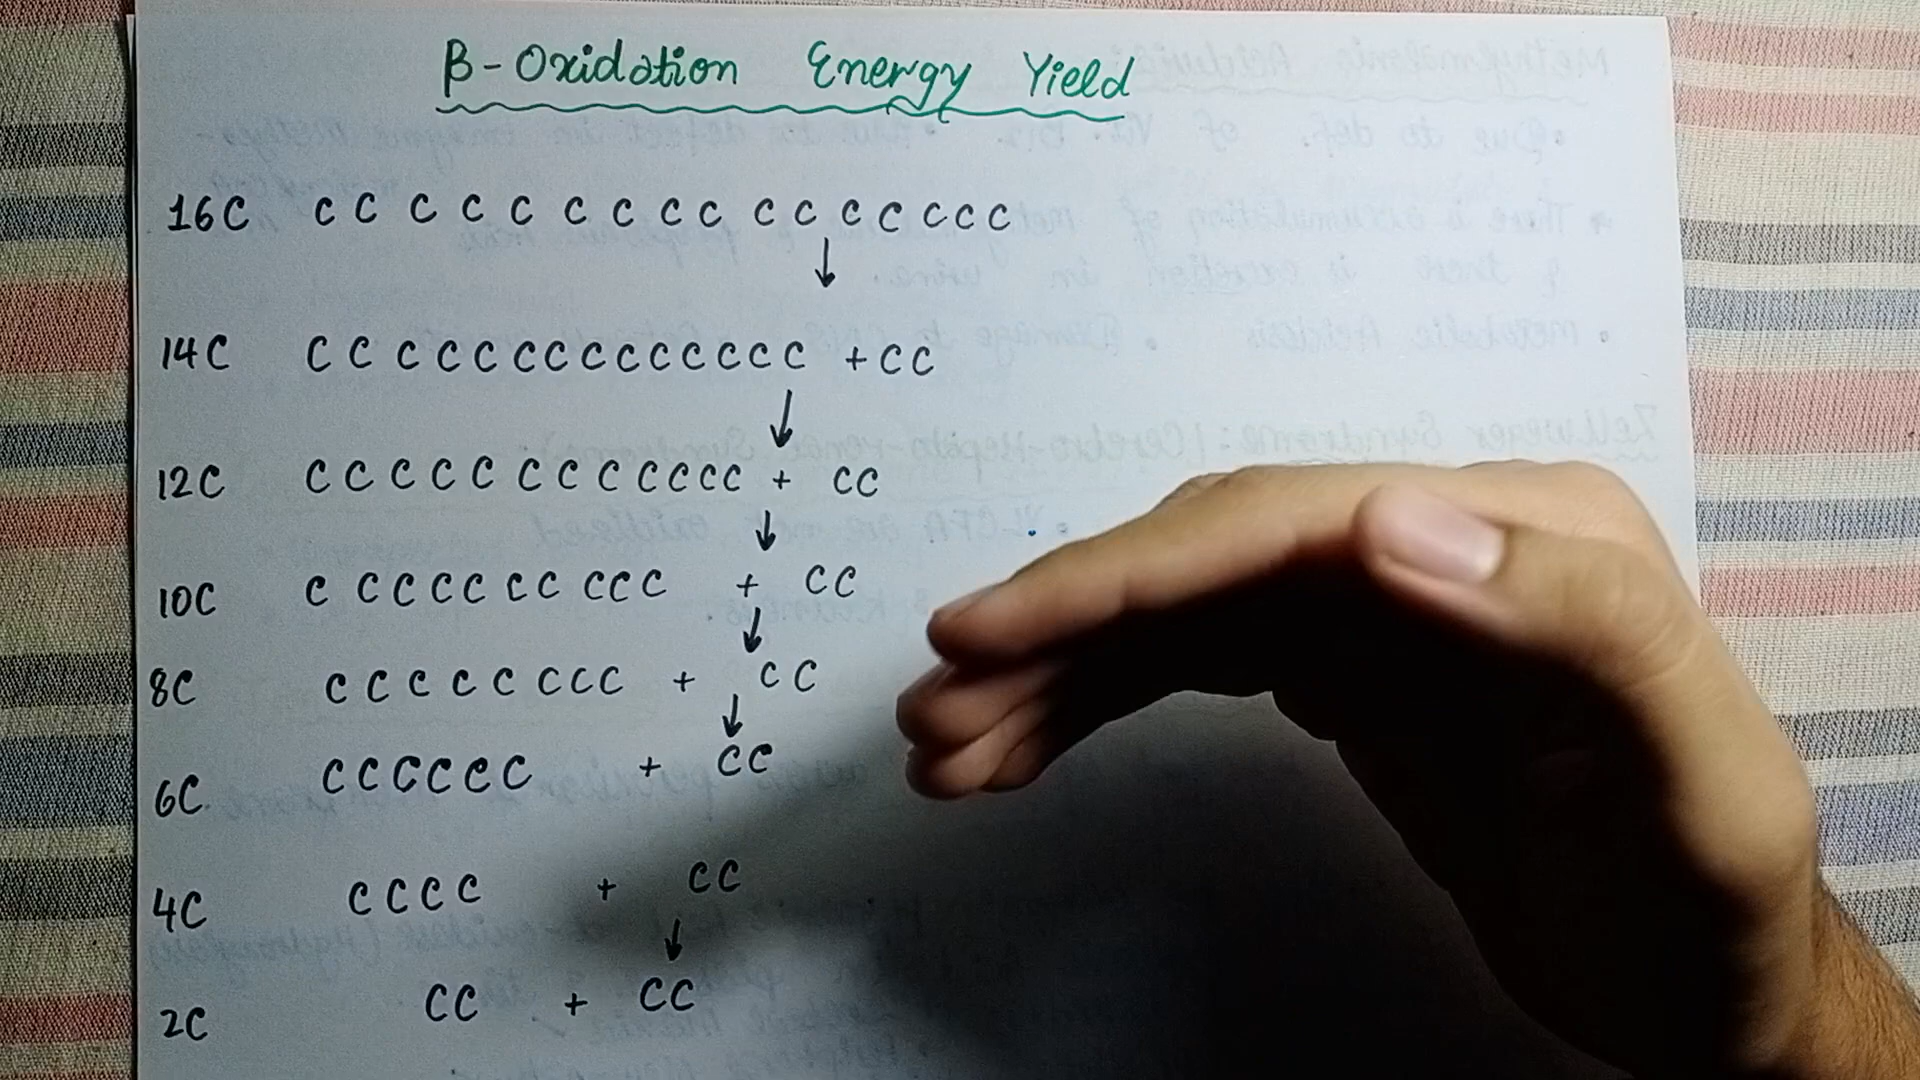 β-Oxidation Energy Yield
16C C C C C C C C C C C C C C C C C
↓
14C C C C C C C C C C C C C C C + C C
↓
12C C C C C C C C C C C C C + C C
↓
10C C C C C C C C C C C + C C
↓
8C C C C C C C C C + C C
↓
6C C C C C C C + C C
4C C C C C + C C
↓
2C C C + C C